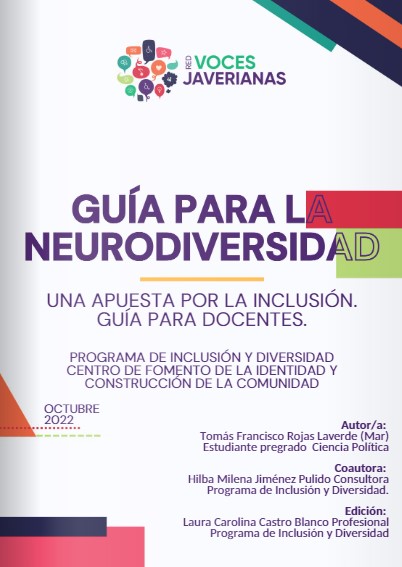 RED VOCES
JAVERIANAS
GUÍA PARA LA
NEURODIVERSIDAD
UNA APUESTA POR LA INCLUSIÓN.
GUÍA PARA DOCENTES.
PROGRAMA DE INCLUSIÓN Y DIVERSIDAD
CENTRO DE FOMENTO DE LA IDENTIDAD Y
CONSTRUCCIÓN DE LA COMUNIDAD
OCTUBRE
2022
Autor/a:
Tomás Francisco Rojas Laverde (Mar)
Estudiante pregrado Ciencia Política
Coautora:
Hilba Milena Jiménez Pulido Consultora
Programa de Inclusión y Diversidad.
Edición:
Laura Carolina Castro Blanco Profesional
Programa de Inclusión y Diversidad